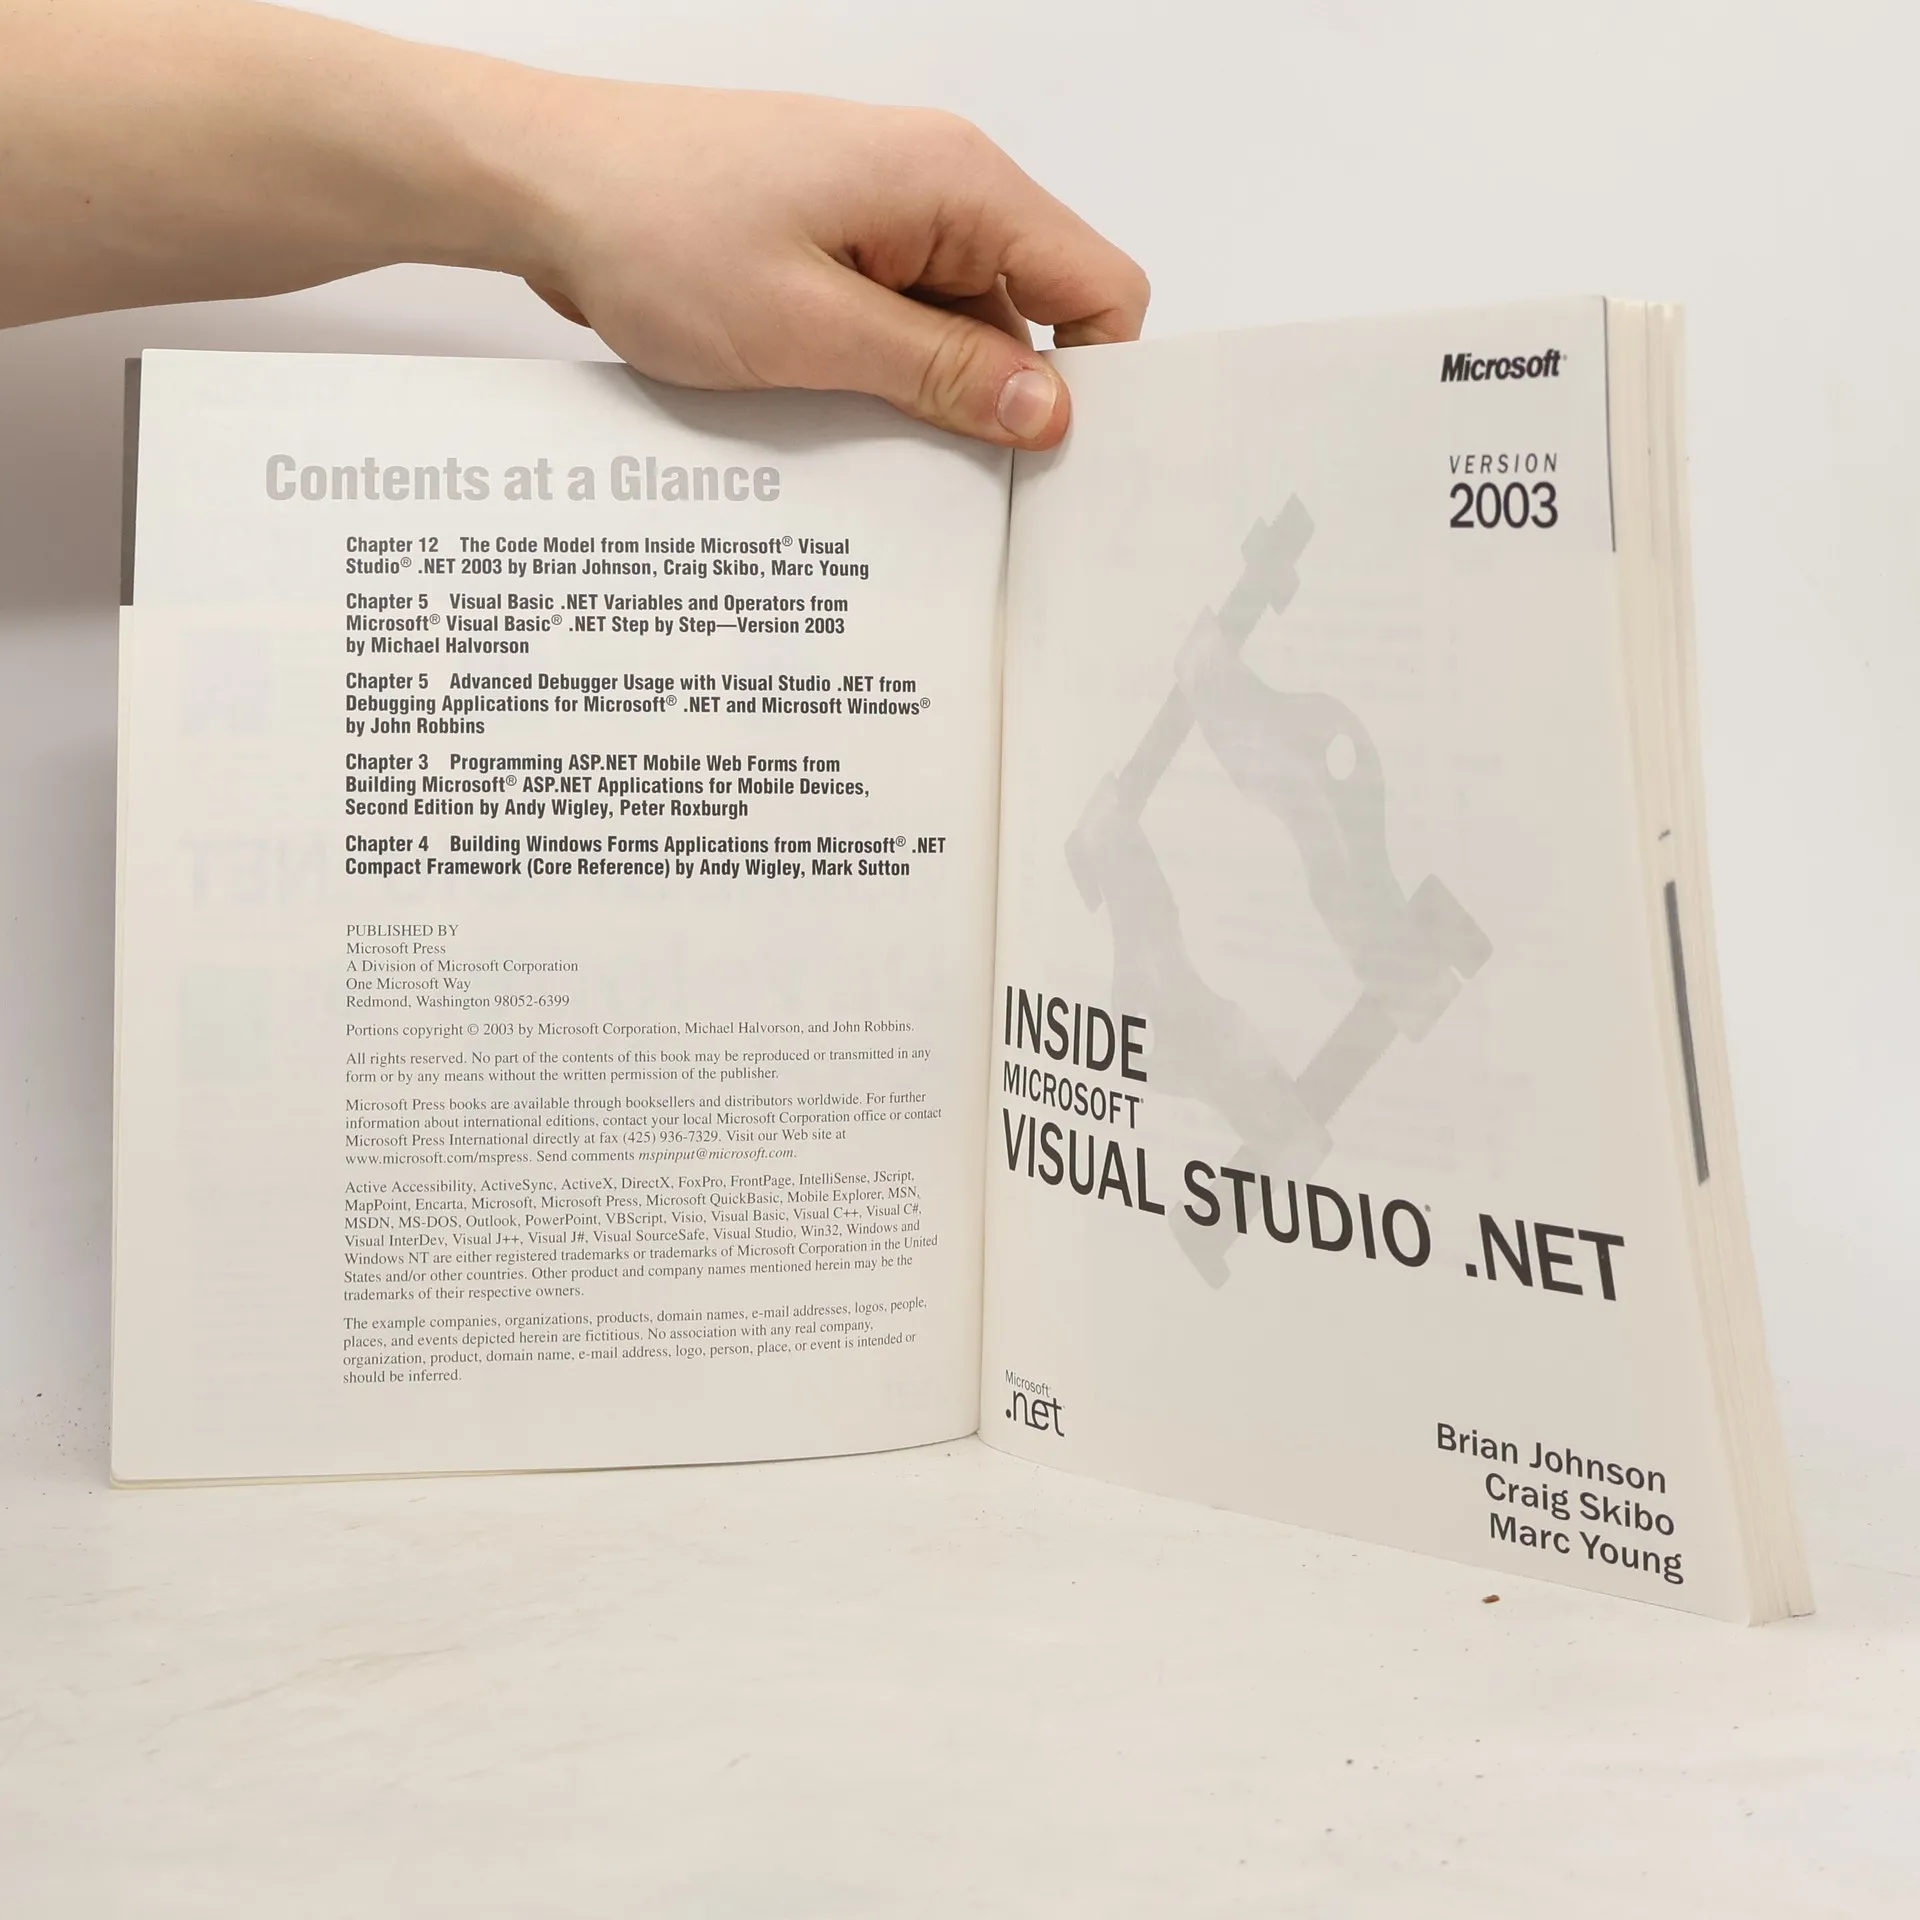 Contents at a Glance
Chapter 12 The Code Model from Inside Microsoft® Visual
Studio® .NET 2003 by Brian Johnson, Craig Skibo, Marc Young
Chapter 5 Visual Basic .NET Variables and Operators from
Microsoft® Visual Basic® .NET Step by Step—Version 2003
by Michael Halvorson
Chapter 5 Advanced Debugger Usage with Visual Studio .NET from
Debugging Applications for Microsoft® .NET and Microsoft Windows®
by John Robbins
Chapter 3 Programming ASP.NET Mobile Web Forms from
Building Microsoft® ASP.NET Applications for Mobile Devices,
Second Edition by Andy Wigley, Peter Roxburgh
Chapter 4 Building Windows Forms Applications from Microsoft® .NET
Compact Framework (Core Reference) by Andy Wigley, Mark Sutton
PUBLISHED BY
Microsoft Press
A Division of Microsoft Corporation
One Microsoft Way
Redmond, Washington 98052-6399
Portions copyright © 2003 by Microsoft Corporation, Michael Halvorson, and John Robbins.
All rights reserved. No part of the contents of this book may be reproduced or transmitted in any
form or by any means without the written permission of the publisher.
Microsoft Press books are available through booksellers and distributors worldwide. For further
information about international editions, contact your local Microsoft Corporation office or contact
Microsoft Press International directly at fax (425) 936-7329. Visit our Web site at
www.microsoft.com/mspress. Send comments mspinput@microsoft.com.
Active Accessibility, ActiveSync, ActiveX, DirectX, FoxPro, FrontPage, IntelliSense, JScript,
MapPoint, Encarta, Microsoft, Microsoft Press, Microsoft QuickBasic, Mobile Explorer, MSN,
MSDN, MS-DOS, Outlook, PowerPoint, VBScript, Visio, Visual Basic, Visual C++, Visual C#,
Visual InterDev, Visual J++, Visual J#, Visual SourceSafe, Visual Studio, Win32, Windows and
Windows NT are either registered trademarks or trademarks of Microsoft Corporation in the United
States and/or other countries. Other product and company names mentioned herein may be the
trademarks of their respective owners.
The example companies, organizations, products, domain names, e-mail addresses, logos, people,
places, and events depicted herein are fictitious. No association with any real company,
organization, product, domain name, e-mail address, logo, person, place, or event is intended or
should be inferred.
Microsoft®
VERSION
2003
INSIDE
MICROSOFT®
VISUAL STUDIO® .NET
Microsoft®
.net
Brian Johnson
Craig Skibo
Marc Young